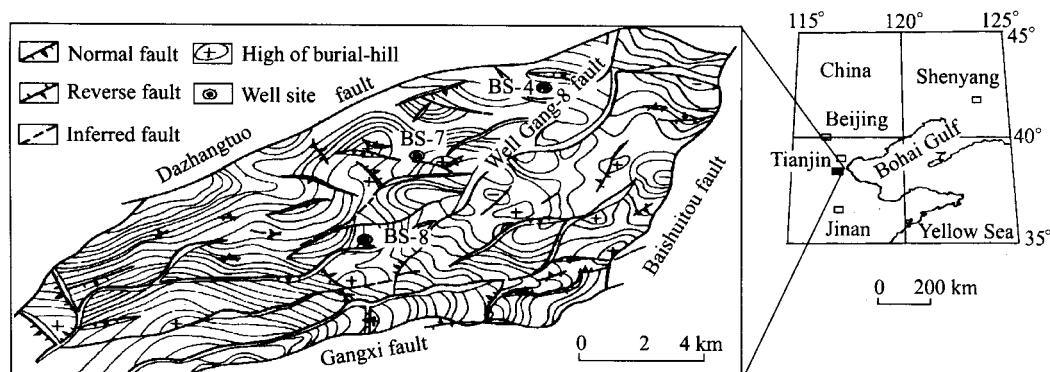 Normal fault
High of burial-hill
Reverse fault
Well site
Inferred fault
Dazhangtuo fault
BS-4
Well Gang-8 fault
BS-7
BS-8
Baishuitou fault
Gangxi fault
0 2 4 km
115° 120° 125°
45°
China
Shenyang
Beijing
40°
Tianjin
Bohai Gulf
Jinan
Yellow Sea
35°
0 200 km